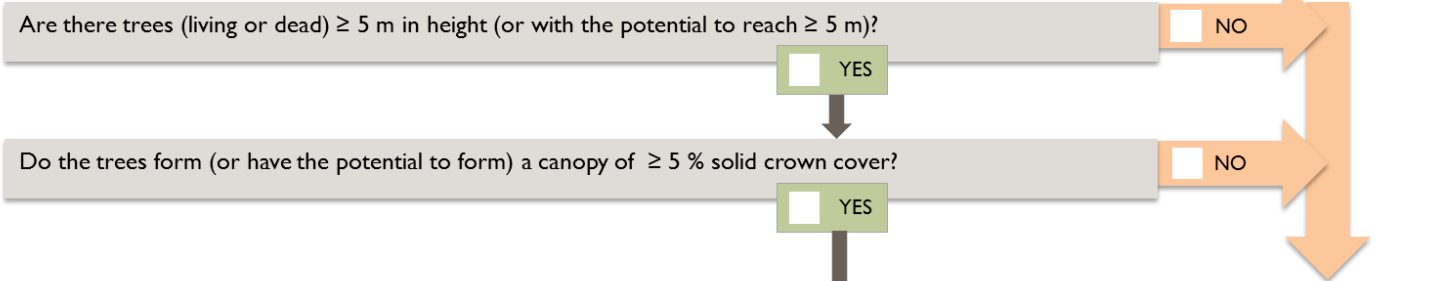 Are there trees (living or dead) ≥ 5 m in height (or with the potential to reach ≥ 5 m)?
NO
YES
Do the trees form (or have the potential to form) a canopy of ≥ 5 % solid crown cover?
NO
YES